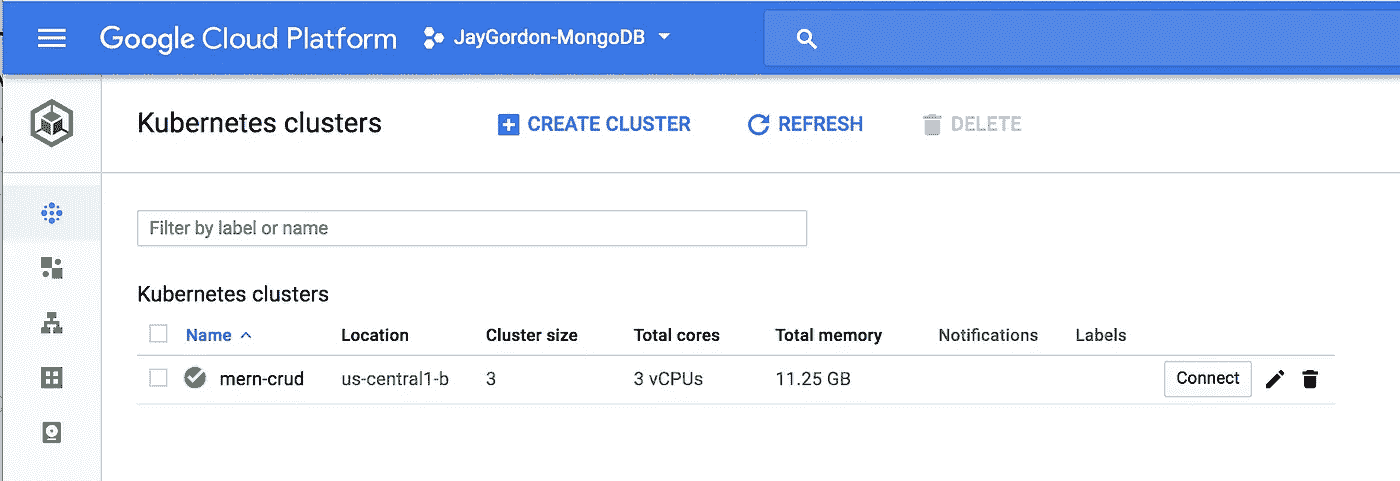 Google Cloud Platform JayGordon-MongoDB
Kubernetes clusters CREATE CLUSTER REFRESH DELETE
Filter by label or name
Kubernetes clusters
Name Location Cluster size Total cores Total memory Notifications Labels
mern-crud us-central1-b 3 3 vCPUs 11.25 GB Connect